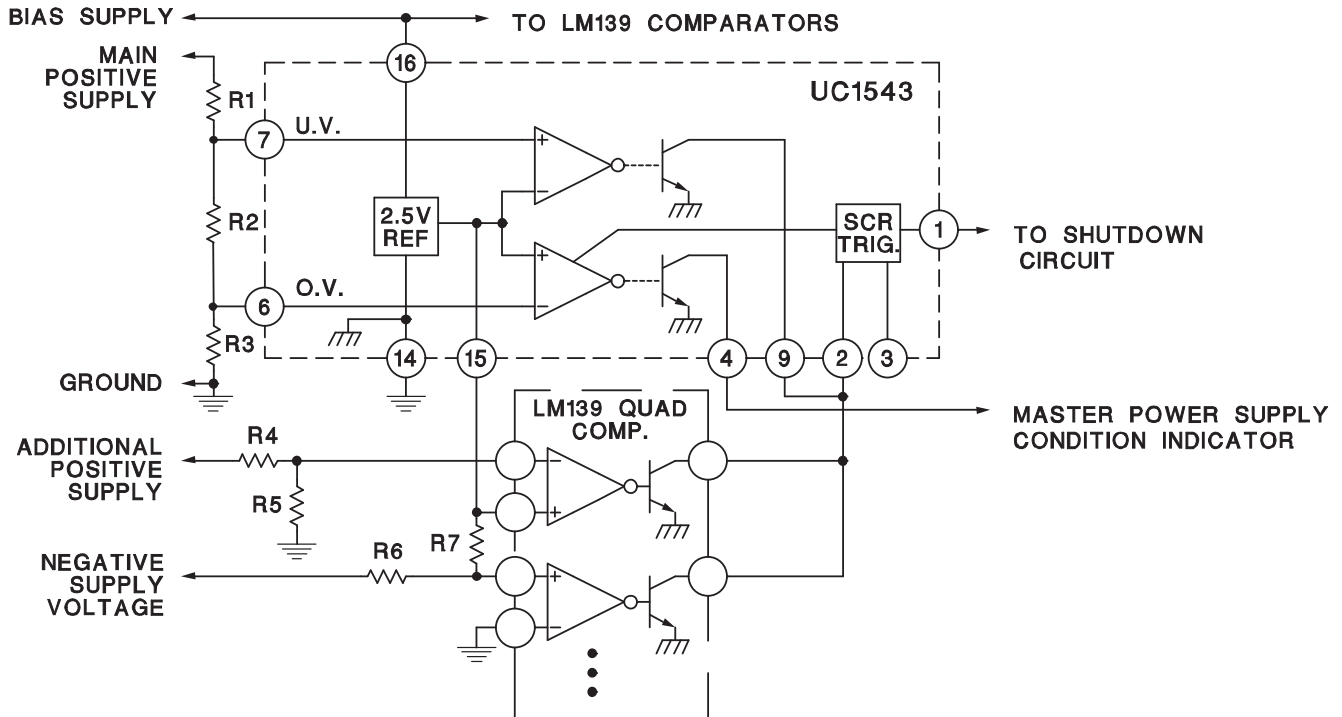 BIAS SUPPLY
TO LM139 COMPARATORS
MAIN
POSITIVE
SUPPLY
16
UC1543
R1
7
U.V.
+
−
R2
2.5V
REF
SCR
TRIG.
1
TO SHUTDOWN
CIRCUIT
+
−
6
O.V.
R3
14
15
4
9
2
3
GROUND
LM139 QUAD
COMP.
MASTER POWER SUPPLY
CONDITION INDICATOR
ADDITIONAL
POSITIVE
SUPPLY
R4
R5
−
+
R7
NEGATIVE
SUPPLY
VOLTAGE
R6
+
−